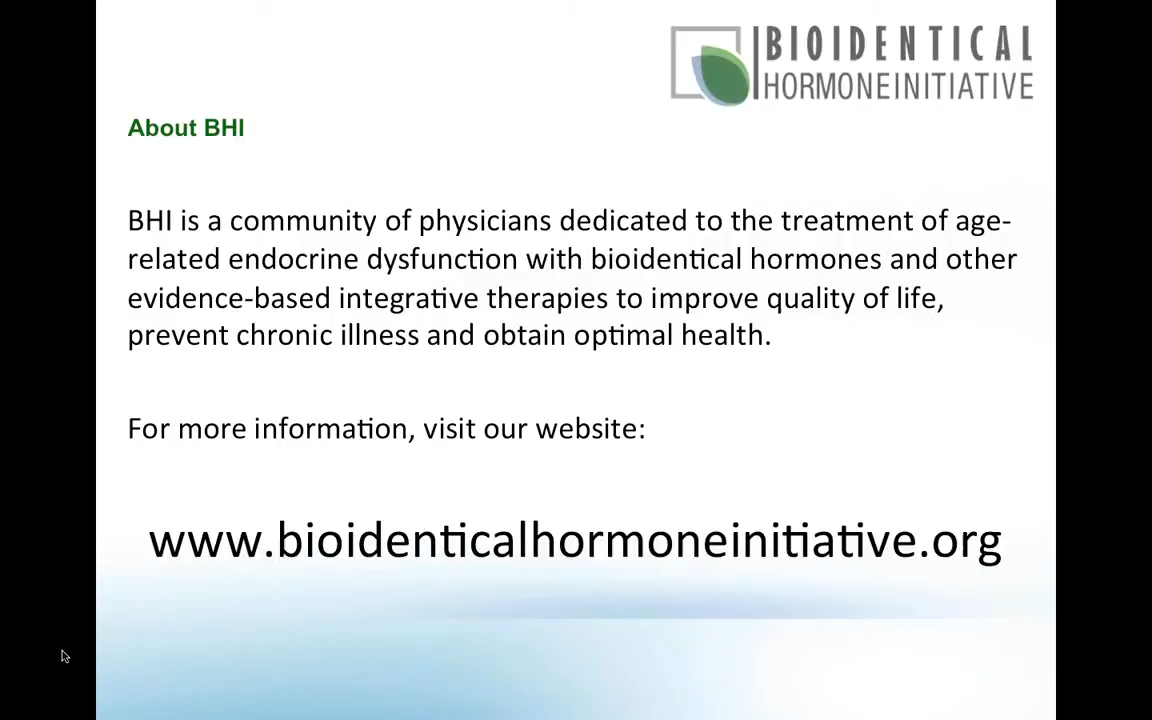 BIOIDENTICAL
HORMONEINITIATIVE
About BHI
BHI is a community of physicians dedicated to the treatment of age-
related endocrine dysfunction with bioidentical hormones and other
evidence-based integrative therapies to improve quality of life,
prevent chronic illness and obtain optimal health.
For more information, visit our website:
www.bioidenticalhormoneinitiative.org